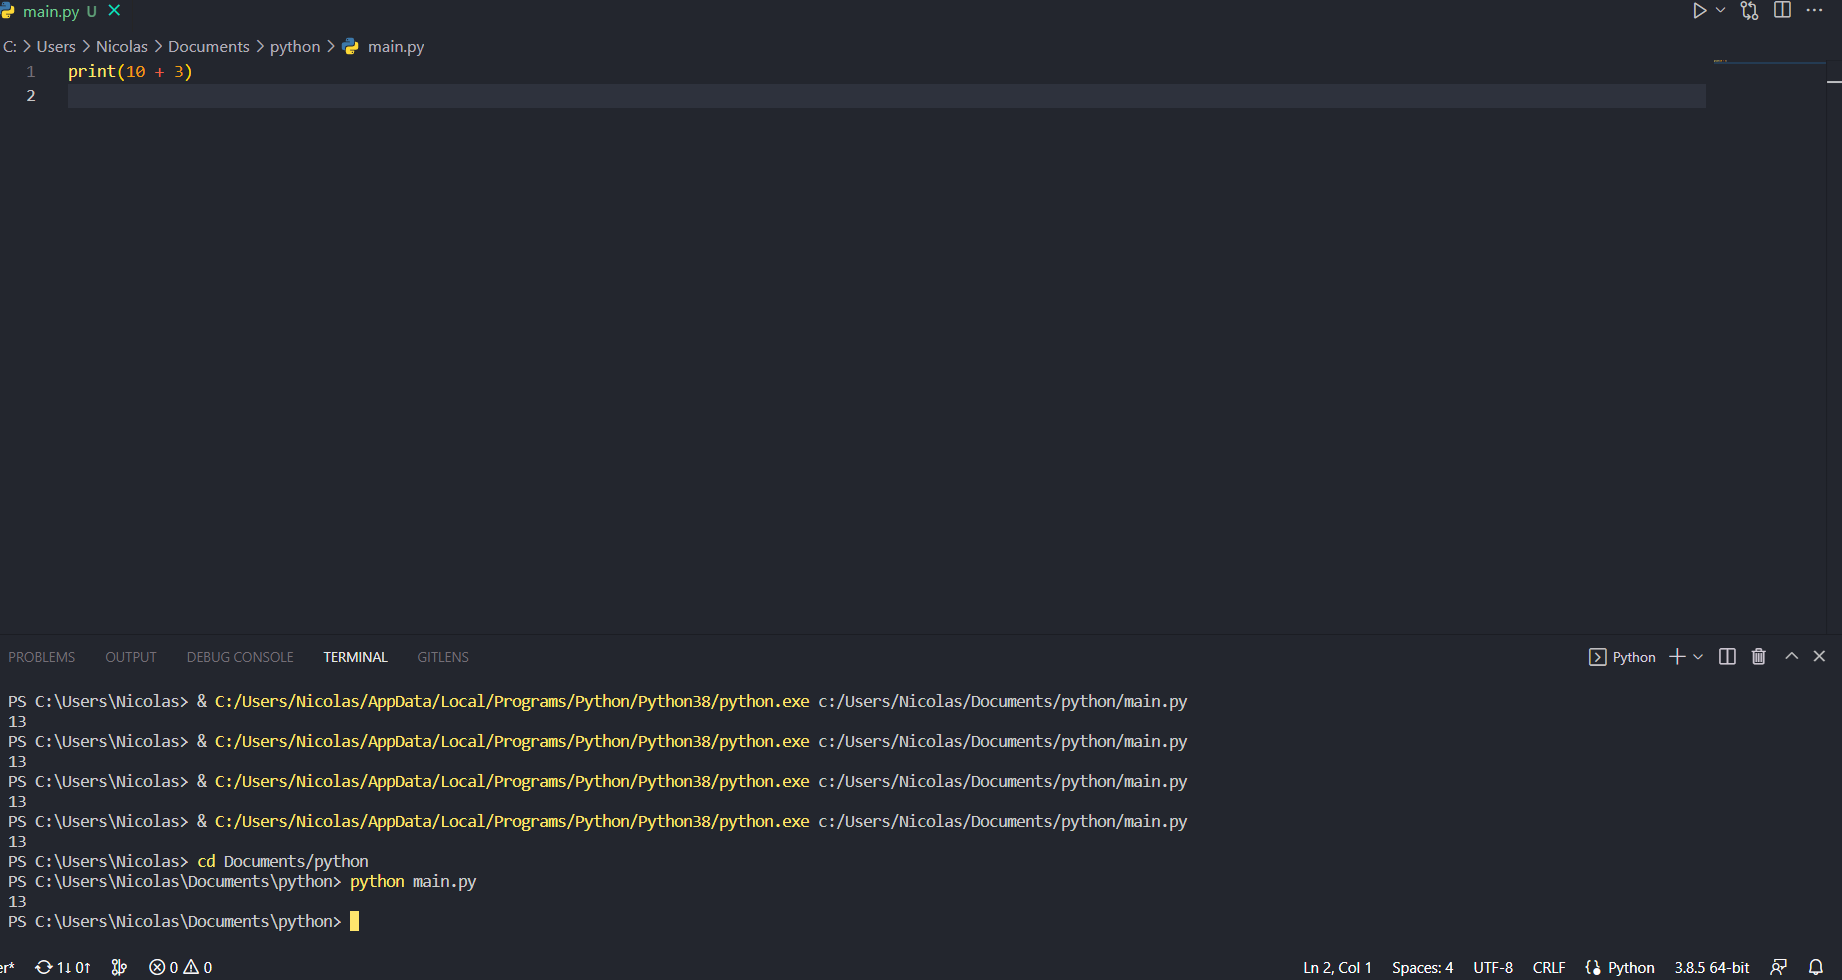 main.py U
C: > Users > Nicolas > Documents > python > main.py
1 print(10 + 3)
2
PROBLEMS OUTPUT DEBUG CONSOLE TERMINAL GITLENS Python
PS C:\Users\Nicolas> & C:/Users/Nicolas/AppData/Local/Programs/Python/Python38/python.exe c:/Users/Nicolas/Documents/python/main.py
13
PS C:\Users\Nicolas> & C:/Users/Nicolas/AppData/Local/Programs/Python/Python38/python.exe c:/Users/Nicolas/Documents/python/main.py
13
PS C:\Users\Nicolas> & C:/Users/Nicolas/AppData/Local/Programs/Python/Python38/python.exe c:/Users/Nicolas/Documents/python/main.py
13
PS C:\Users\Nicolas> & C:/Users/Nicolas/AppData/Local/Programs/Python/Python38/python.exe c:/Users/Nicolas/Documents/python/main.py
13
PS C:\Users\Nicolas> cd Documents/python
PS C:\Users\Nicolas\Documents\python> python main.py
13
PS C:\Users\Nicolas\Documents\python>
er* 1↓ 0↑ 0 0 Ln 2, Col 1 Spaces: 4 UTF-8 CRLF Python 3.8.5 64-bit